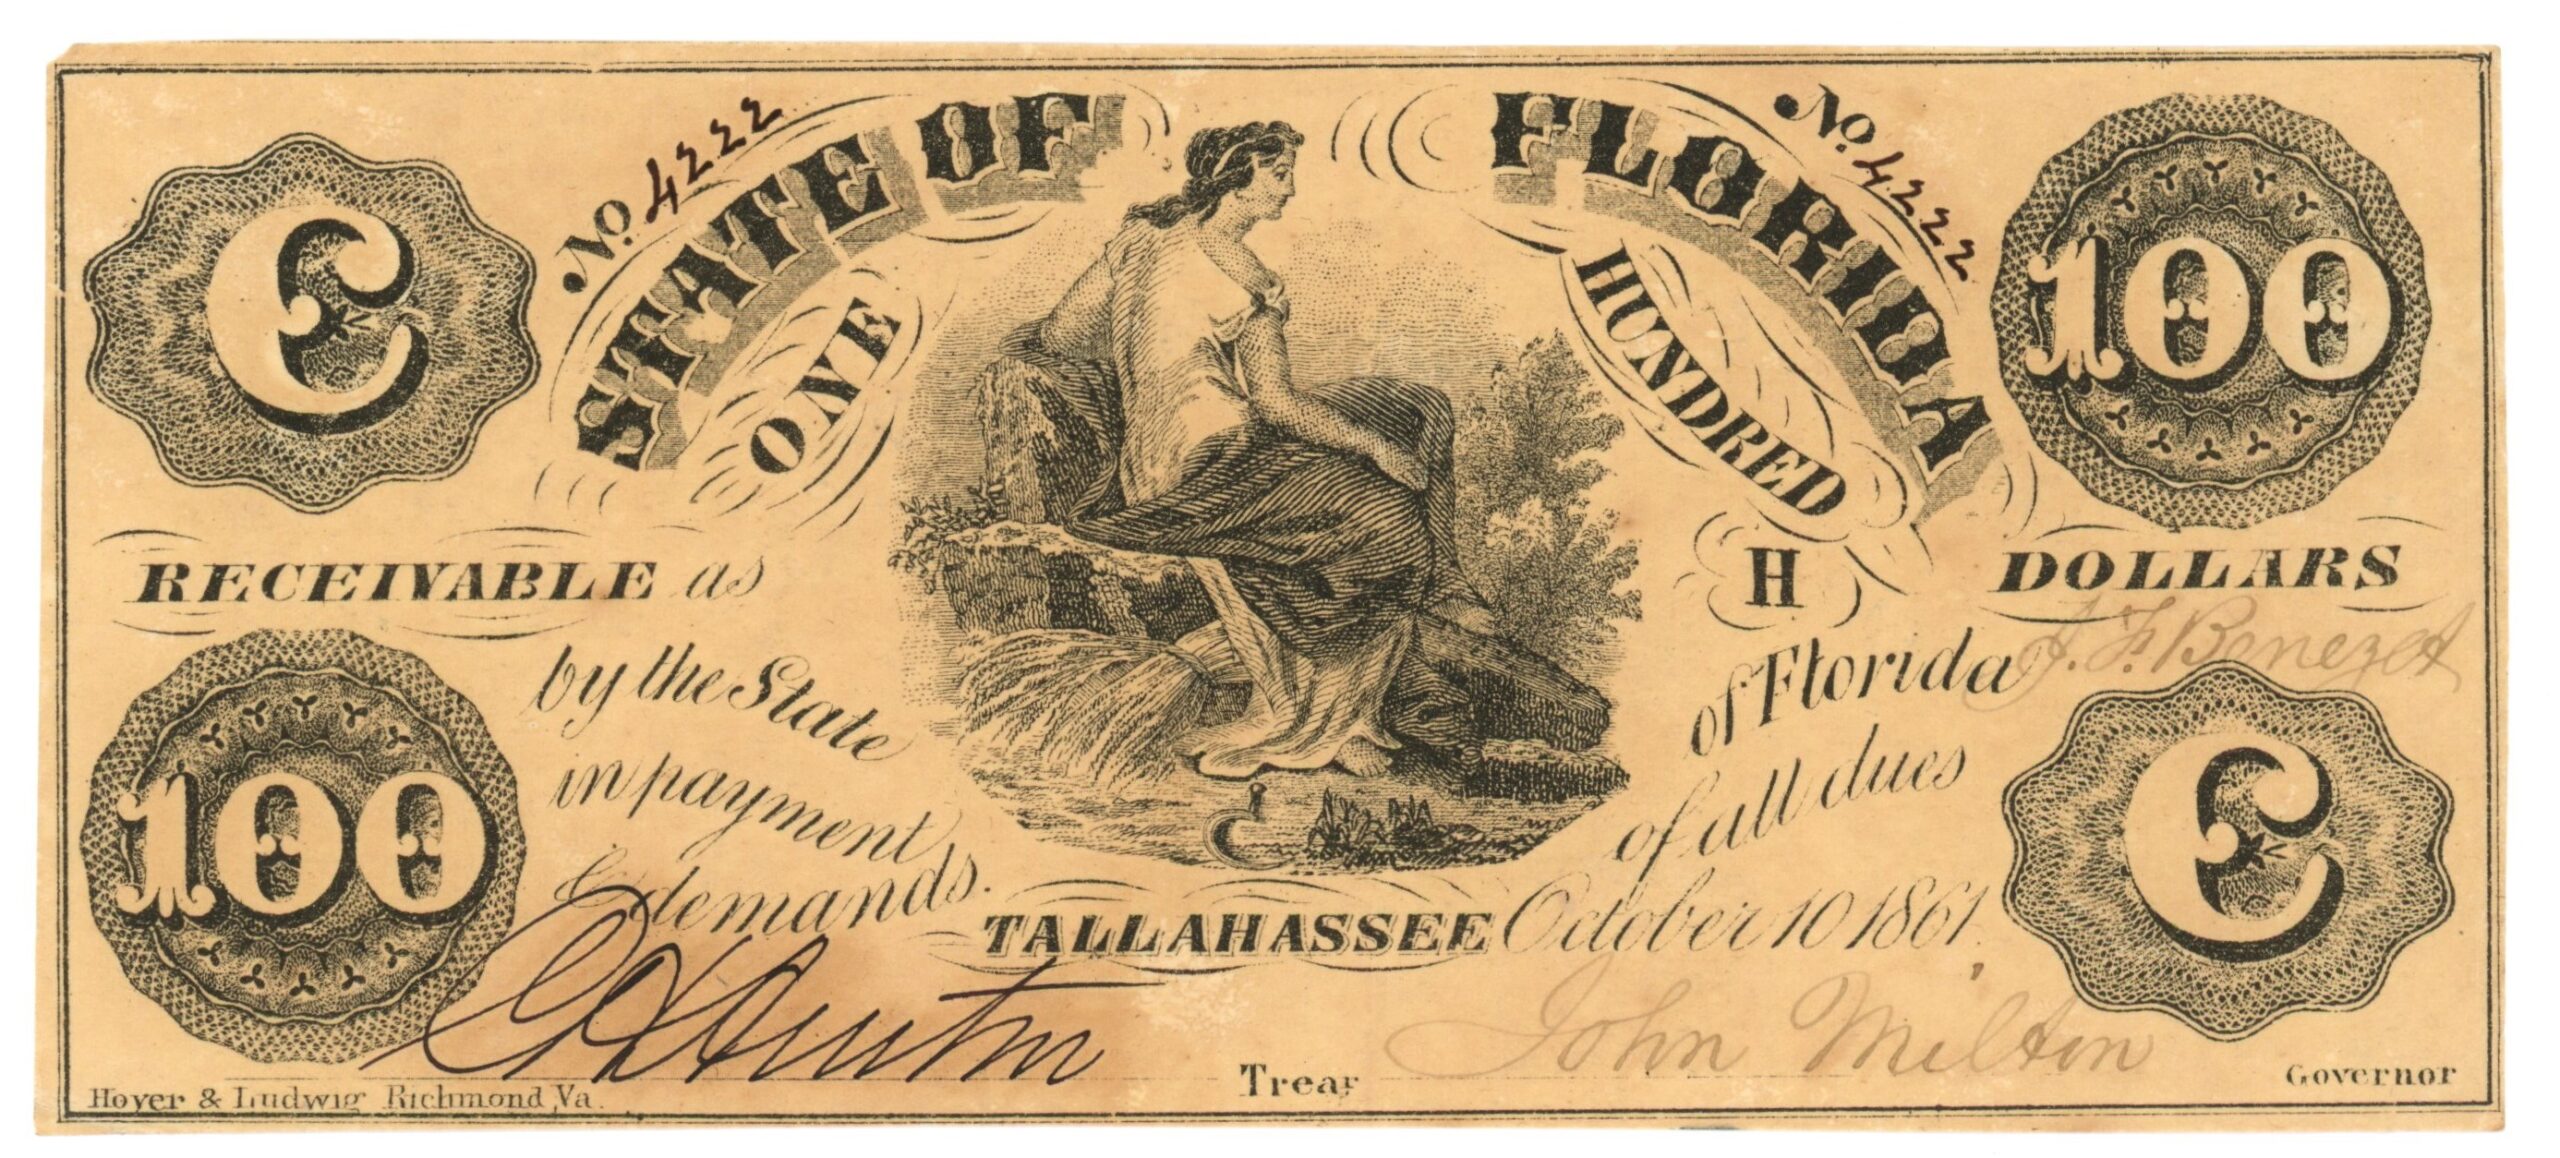 No. 4222
No. 4222
STATE OF FLORIDA
C
100
ONE HUNDRED
H
RECEIVABLE as
DOLLARS
J. F. Benezet
by the State of Florida
in payment of all dues
& demands.
100
C
TALLAHASSEE October 10 1861
John Milton
Trear
Governor
Hoyer & Ludwig Richmond, Va.